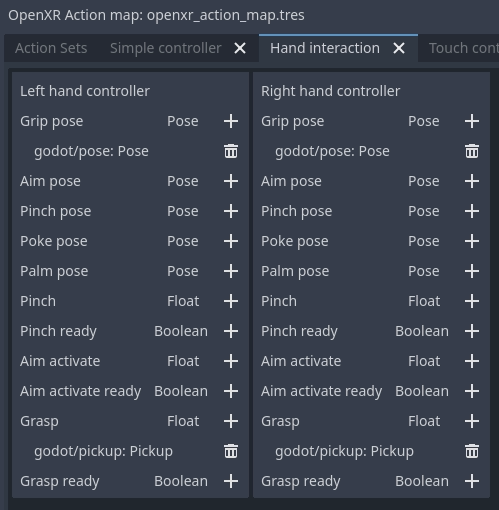 OpenXR Action map: openxr_action_map.tres
Action Sets Simple controller Hand interaction Touch cont
Left hand controller
Grip pose Pose
godot/pose: Pose
Aim pose Pose
Pinch pose Pose
Poke pose Pose
Palm pose Pose
Pinch Float
Pinch ready Boolean
Aim activate Float
Aim activate ready Boolean
Grasp Float
godot/pickup: Pickup
Grasp ready Boolean
Right hand controller
Grip pose Pose
godot/pose: Pose
Aim pose Pose
Pinch pose Pose
Poke pose Pose
Palm pose Pose
Pinch Float
Pinch ready Boolean
Aim activate Float
Aim activate ready Boolean
Grasp Float
godot/pickup: Pickup
Grasp ready Boolean